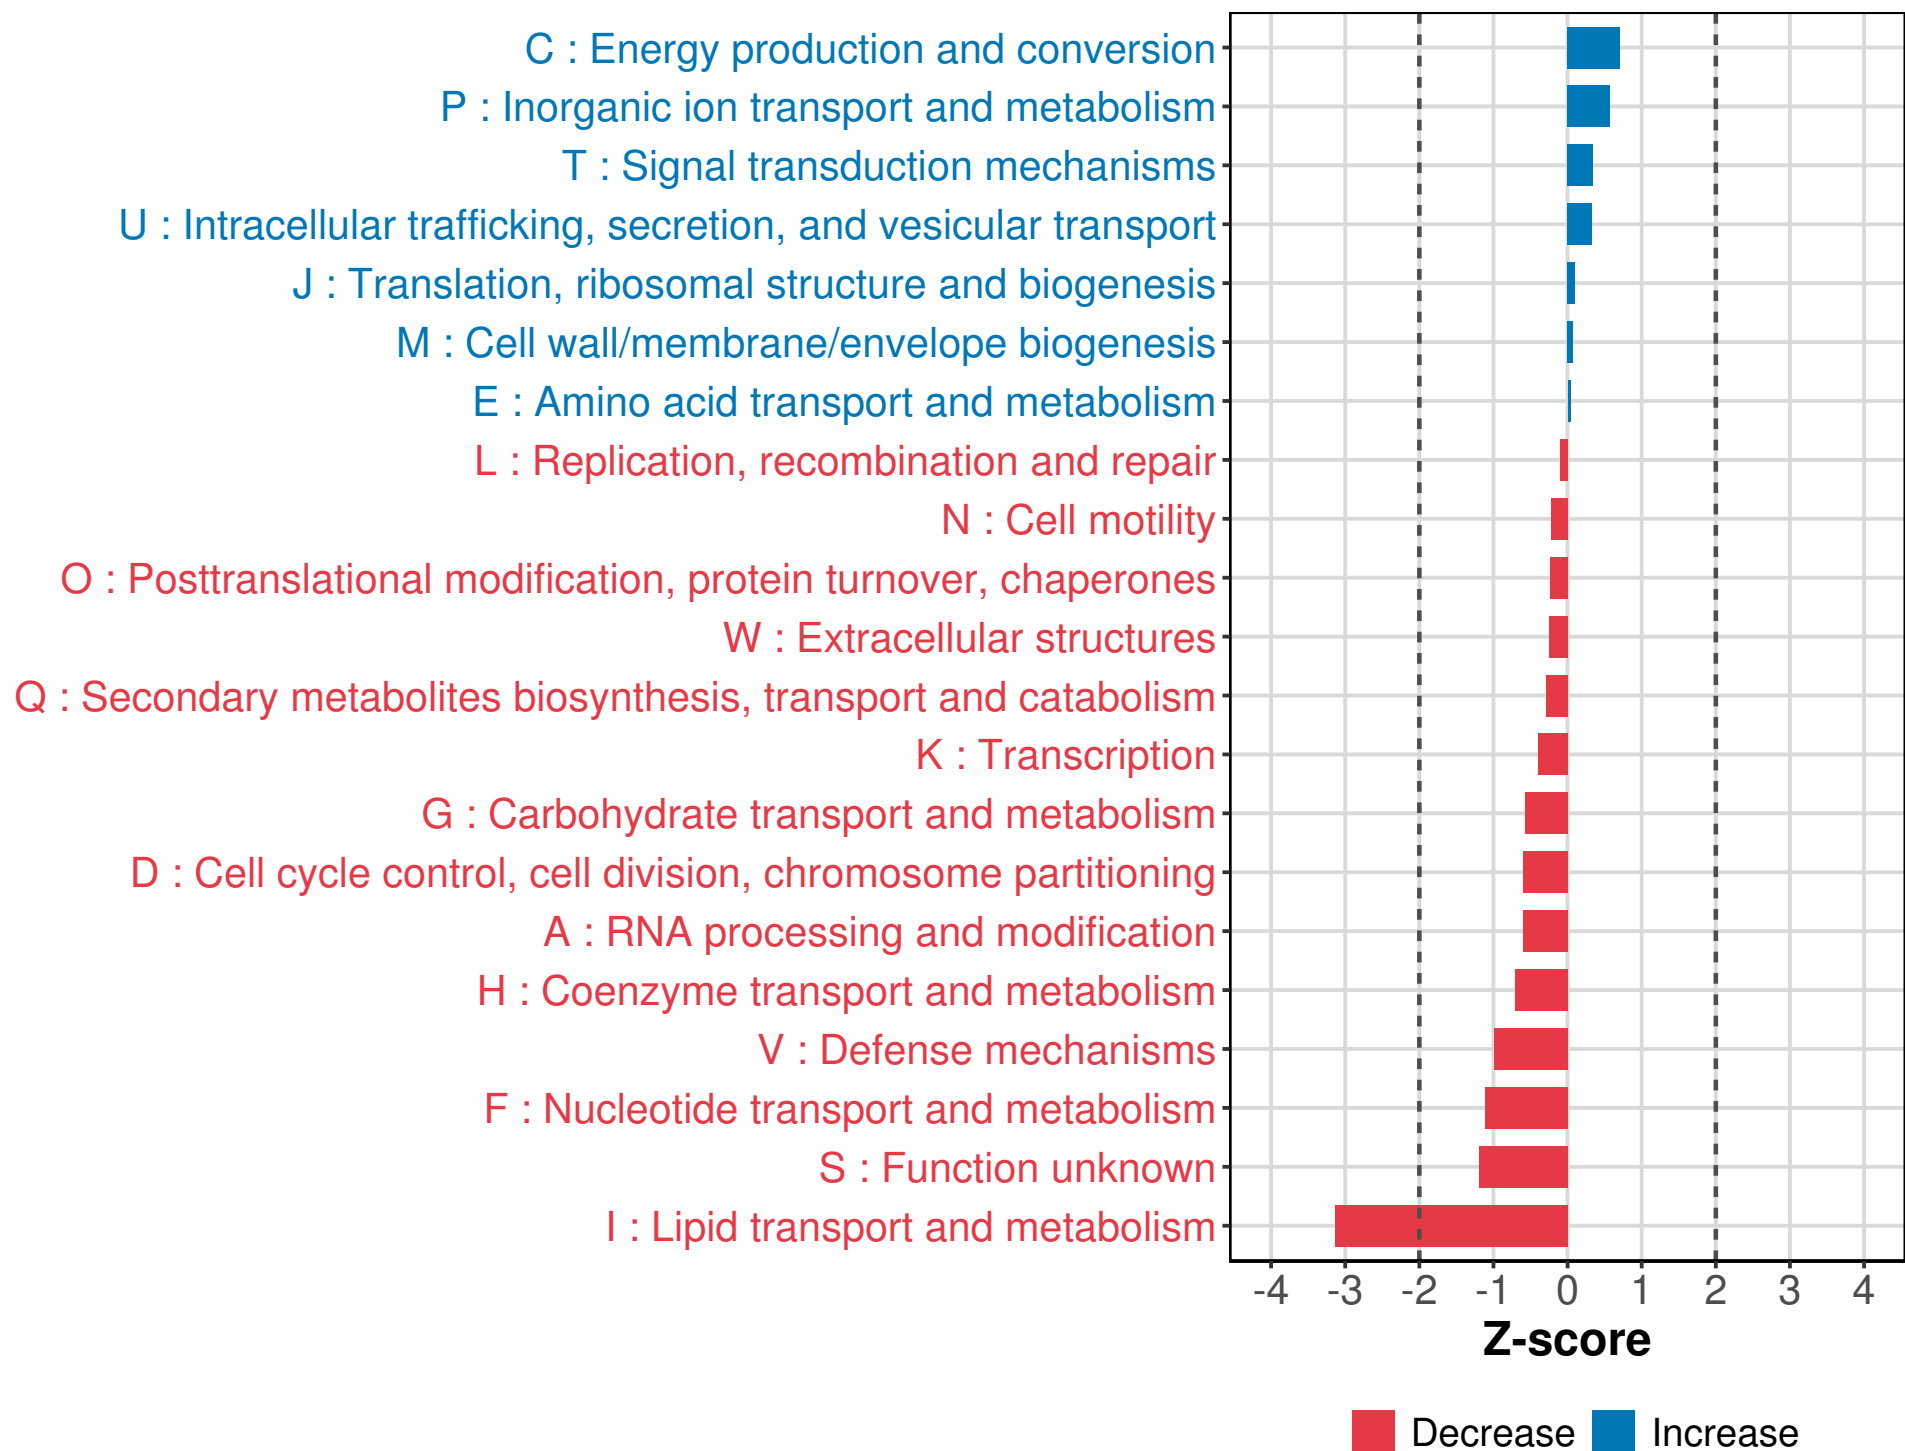 C : Energy production and conversion
P : Inorganic ion transport and metabolism
T : Signal transduction mechanisms
U : Intracellular trafficking, secretion, and vesicular transport
J : Translation, ribosomal structure and biogenesis
M : Cell wall/membrane/envelope biogenesis
E : Amino acid transport and metabolism
L : Replication, recombination and repair
N : Cell motility
O : Posttranslational modification, protein turnover, chaperones
W : Extracellular structures
Q : Secondary metabolites biosynthesis, transport and catabolism
K : Transcription
G : Carbohydrate transport and metabolism
D : Cell cycle control, cell division, chromosome partitioning
A : RNA processing and modification
H : Coenzyme transport and metabolism
V : Defense mechanisms
F : Nucleotide transport and metabolism
S : Function unknown
I : Lipid transport and metabolism
-4 -3 -2 -1 0 1 2 3 4
Z-score
Decrease Increase